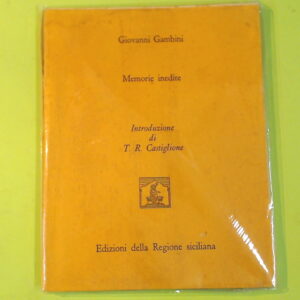 Giovanni Gambini
Memorie inedite
Introduzione
di
T. R. Castiglione
Edizioni della Regione siciliana